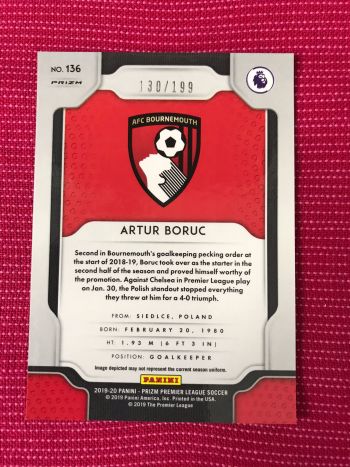 NO. 136
PRIZM
130/199
AFC BOURNEMOUTH
ARTUR BORUC
Second in Bournemouth's goalkeeping pecking order at
the start of 2018-19, Boruc took over as the starter in the
second half of the season and proved himself worthy of
the promotion. Against Chelsea in Premier League play
on Jan. 30, the Polish standout stopped everything
they threw at him for a 4-0 triumph.
FROM: SIEDLCE, POLAND
BORN: FEBRUARY 20, 1980
HT: 1.93 M [6 FT 3 IN]
POSITION: GOALKEEPER
Image depicted may not represent the current season uniform.
PANINI
2019-20 PANINI - PRIZM PREMIER LEAGUE SOCCER
© 2019 Panini America, Inc. Printed in the USA.
© 2019 The Premier League